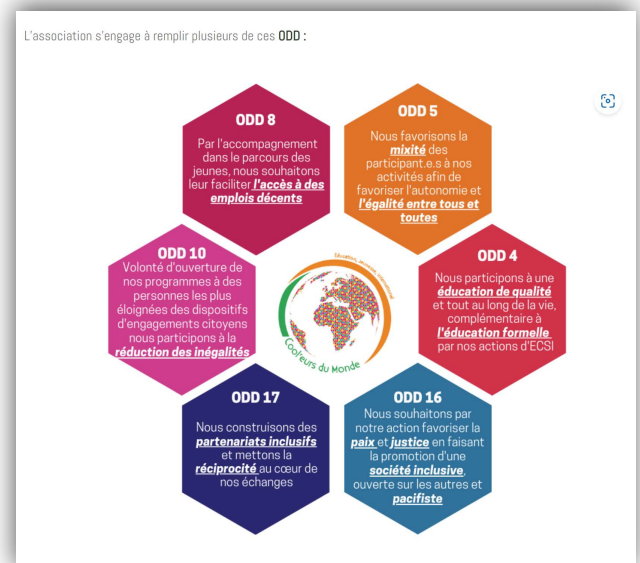 L'association s'engage à remplir plusieurs de ces ODD :
ODD 8
Par l'accompagnement
dans le parcours des
jeunes, nous souhaitons
leur faciliter l'accès à des
emplois décents
ODD 5
Nous favorisons la
mixité des
participant.e.s à nos
activités afin de
favoriser l'autonomie et
l'égalité entre tous et
toutes
ODD 10
Volonté d'ouverture de
nos programmes à des
personnes les plus
éloignées des dispositifs
d'engagements citoyens
nous participons à la
réduction des inégalités
Education, jeunesse, international
Cool'eurs du Monde
ODD 4
Nous participons à une
éducation de qualité
et tout au long de la vie,
complémentaire à
l'éducation formelle
par nos actions d'ECSI
ODD 17
Nous construisons des
partenariats inclusifs
et mettons la
réciprocité au cœur de
nos échanges
ODD 16
Nous souhaitons par
notre action favoriser la
paix et justice en faisant
la promotion d'une
société inclusive,
ouverte sur les autres et
pacifiste